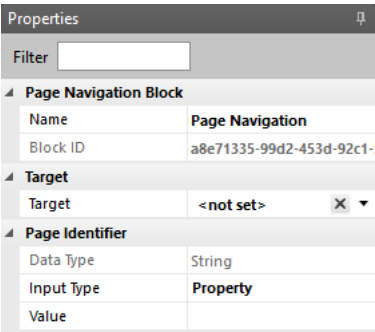 Properties
Filter
Page Navigation Block
Name Page Navigation
Block ID a8e71335-99d2-453d-92c1-
Target
Target <not set>
Page Identifier
Data Type String
Input Type Property
Value